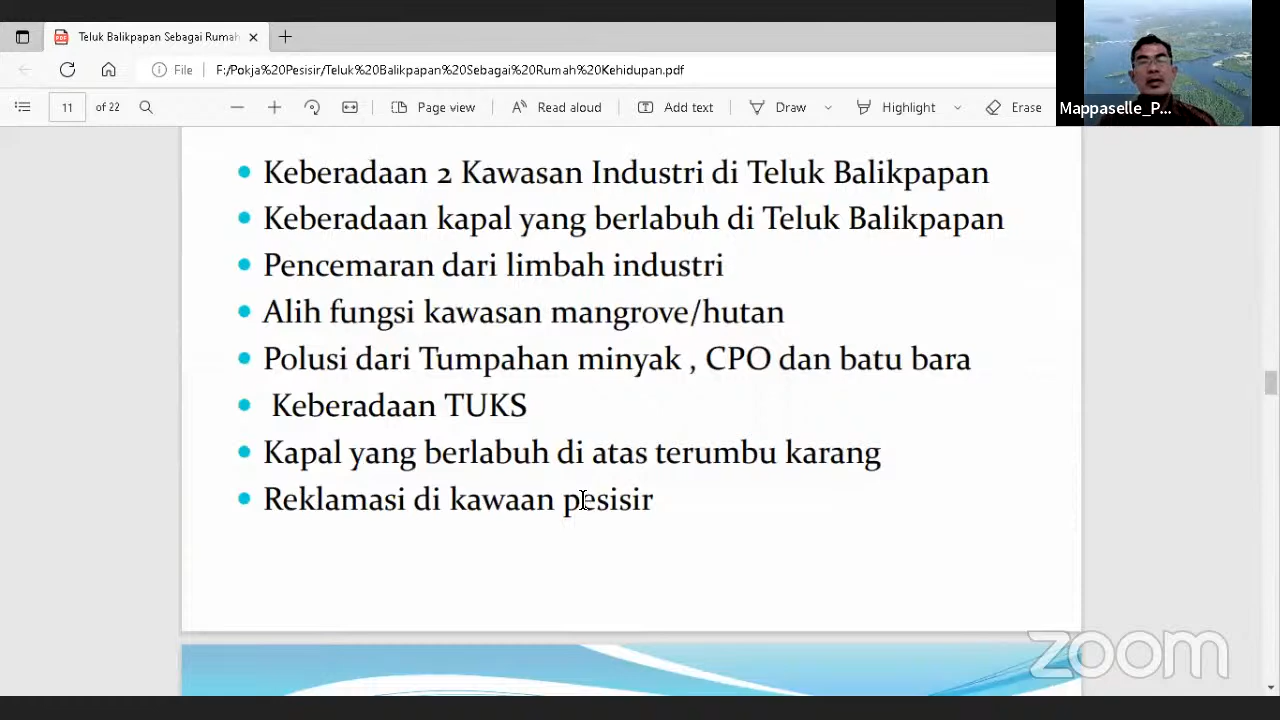 Teluk Balikpapan Sebagai Rumah
File F:/Pokja%20Pesisir/Teluk%20Balikpapan%20Sebagai%20Rumah%20Kehidupan.pdf
11 of 22 Page view Read aloud Add text Draw Highlight Erase
Mappaselle_P...
Keberadaan 2 Kawasan Industri di Teluk Balikpapan
Keberadaan kapal yang berlabuh di Teluk Balikpapan
Pencemaran dari limbah industri
Alih fungsi kawasan mangrove/hutan
Polusi dari Tumpahan minyak , CPO dan batu bara
Keberadaan TUKS
Kapal yang berlabuh di atas terumbu karang
Reklamasi di kawaan pesisir
zoom